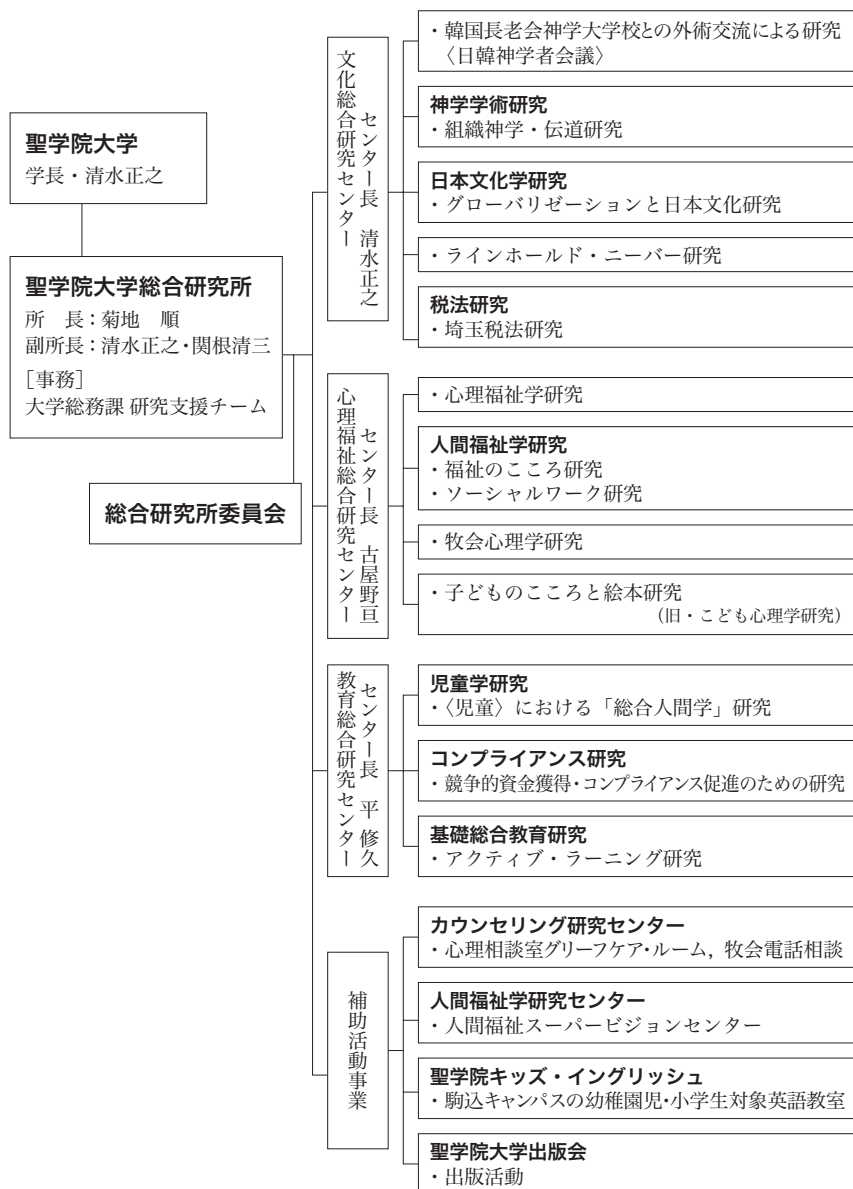 聖学院大学
学長・清水正之
聖学院大学総合研究所
所　長：菊地　順
副所長：清水正之・関根清三
［事務］
大学総務課 研究支援チーム
総合研究所委員会
文化総合研究センター
センター長　清水正之
・韓国長老会神学大学校との外術交流による研究
〈日韓神学者会議〉
神学学術研究
・組織神学・伝道研究
日本文化学研究
・グローバリゼーションと日本文化研究
・ラインホールド・ニーバー研究
税法研究
・埼玉税法研究
心理福祉総合研究センター
センター長　古屋野亘
・心理福祉学研究
人間福祉学研究
・福祉のこころ研究
・ソーシャルワーク研究
・牧会心理学研究
・子どものこころと絵本研究
（旧・こども心理学研究）
教育総合研究センター
センター長　平　修久
児童学研究
・〈児童〉における「総合人間学」研究
コンプライアンス研究
・競争的資金獲得・コンプライアンス促進のための研究
基礎総合教育研究
・アクティブ・ラーニング研究
補助活動事業
カウンセリング研究センター
・心理相談室グリーフケア・ルーム，牧会電話相談
人間福祉学研究センター
・人間福祉スーパービジョンセンター
聖学院キッズ・イングリッシュ
・駒込キャンパスの幼稚園児・小学生対象英語教室
聖学院大学出版会
・出版活動